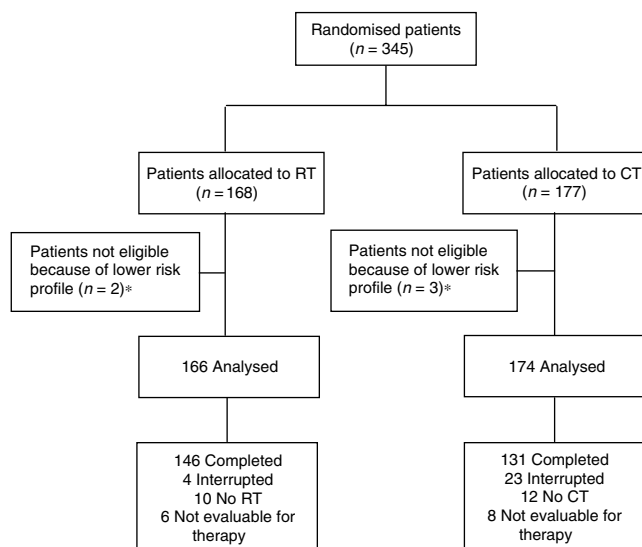 Randomised patients
(n = 345)
Patients allocated to RT
(n = 168)
Patients allocated to CT
(n = 177)
Patients not eligible
because of lower risk
profile (n = 2)*
Patients not eligible
because of lower risk
profile (n = 3)*
166 Analysed
174 Analysed
146 Completed
4 Interrupted
10 No RT
6 Not evaluable for
therapy
131 Completed
23 Interrupted
12 No CT
8 Not evaluable for
therapy